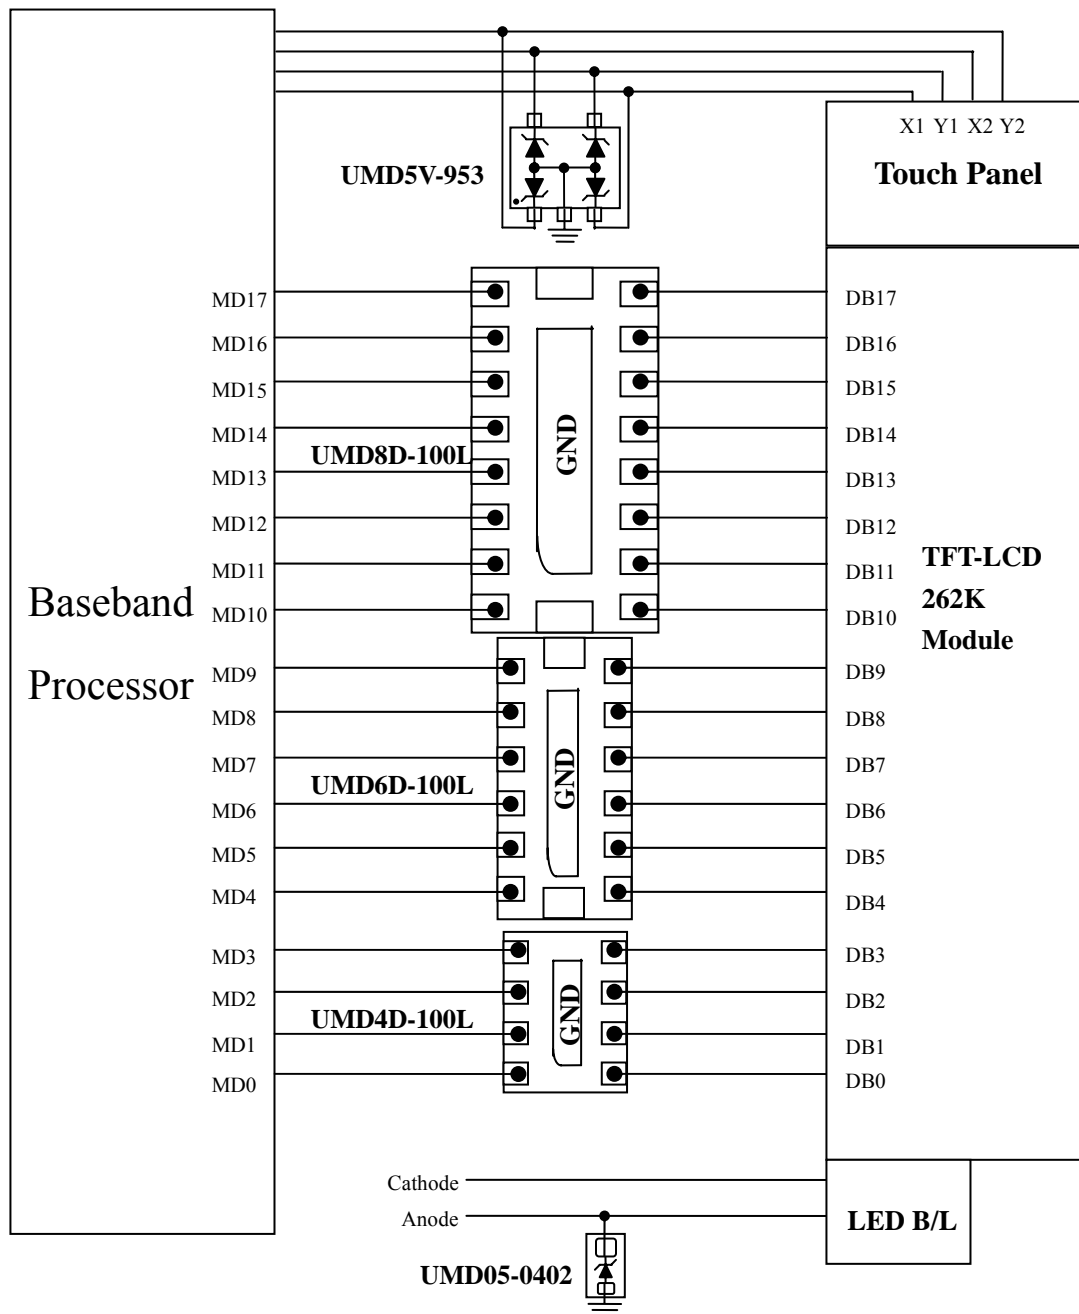 X1 Y1 X2 Y2
Touch Panel
UMD5V-953
MD17
DB17
MD16
DB16
MD15
DB15
MD14
DB14
UMD8D-100L
GND
MD13
DB13
MD12
DB12
MD11
DB11
MD10
DB10
TFT-LCD
262K
Module
Baseband
Processor
MD9
DB9
MD8
DB8
MD7
DB7
UMD6D-100L
GND
MD6
DB6
MD5
DB5
MD4
DB4
MD3
DB3
MD2
DB2
UMD4D-100L
GND
MD1
DB1
MD0
DB0
Cathode
Anode
LED B/L
UMD05-0402